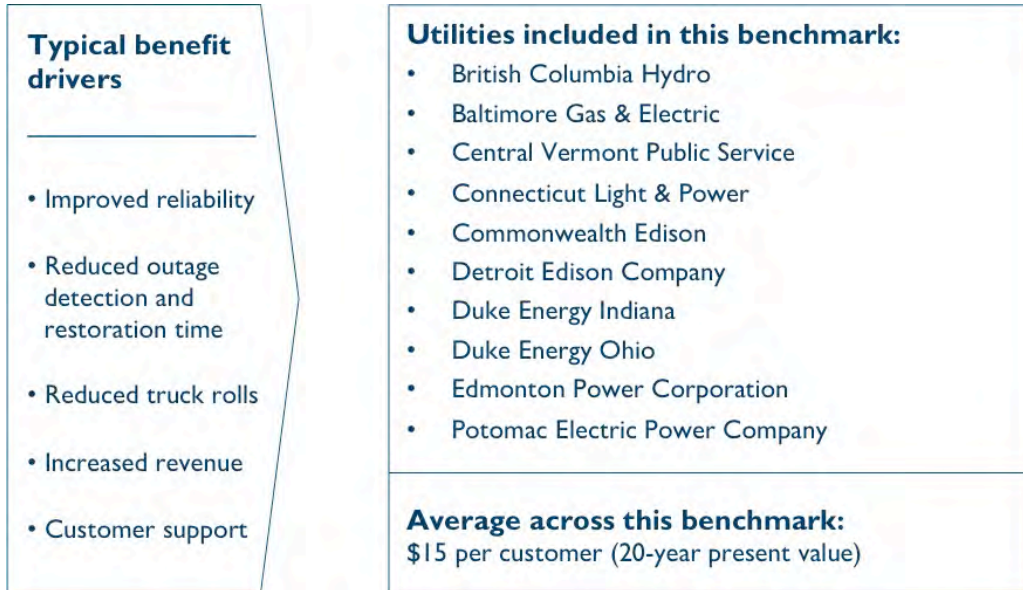 Typical benefit
drivers
• Improved reliability
• Reduced outage
detection and
restoration time
• Reduced truck rolls
• Increased revenue
• Customer support
Utilities included in this benchmark:
• British Columbia Hydro
• Baltimore Gas & Electric
• Central Vermont Public Service
• Connecticut Light & Power
• Commonwealth Edison
• Detroit Edison Company
• Duke Energy Indiana
• Duke Energy Ohio
• Edmonton Power Corporation
• Potomac Electric Power Company
Average across this benchmark:
$15 per customer (20-year present value)